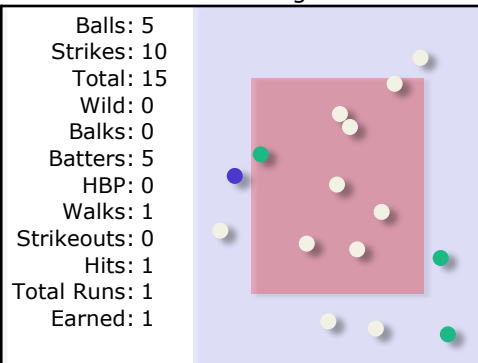 Balls: 5
Strikes: 10
Total: 15
Wild: 0
Balks: 0
Batters: 5
HBP: 0
Walks: 1
Strikeouts: 0
Hits: 1
Total Runs: 1
Earned: 1